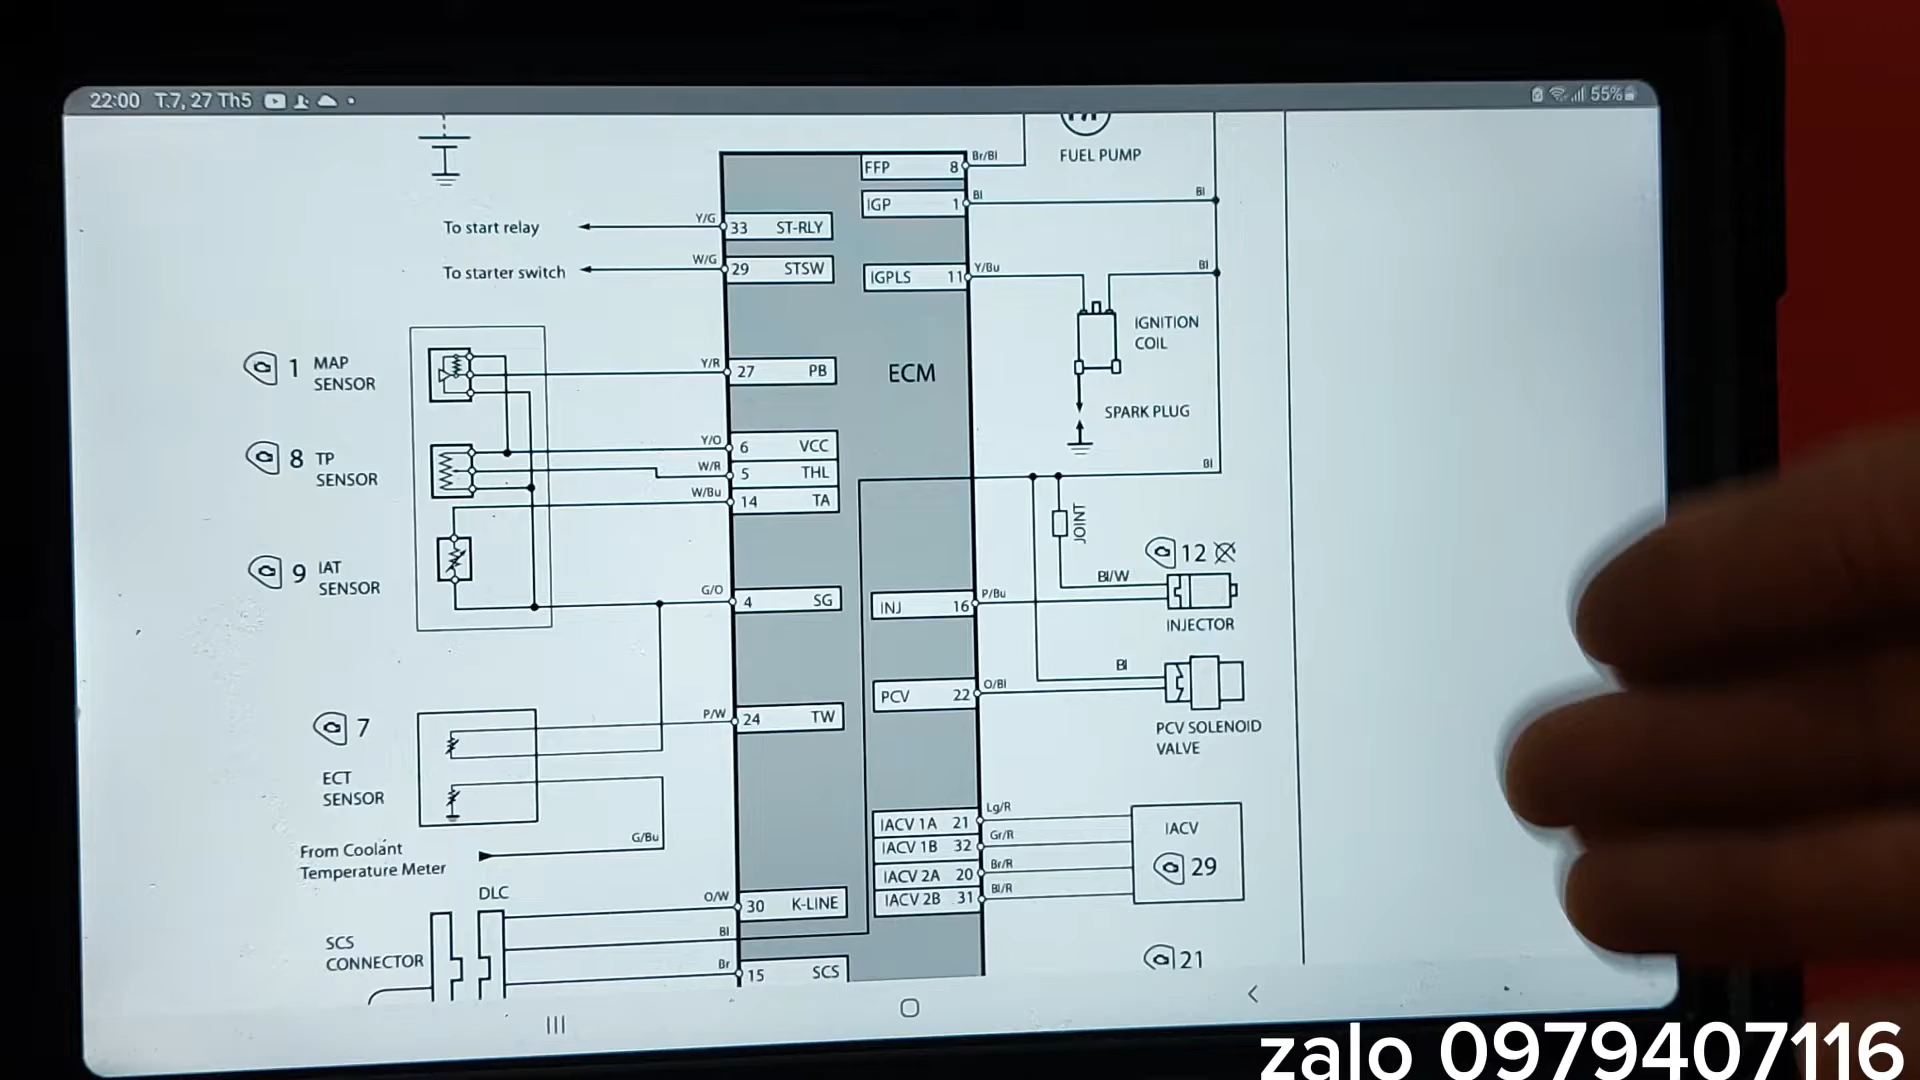 22:00 T.7, 27 Th5
55%
FUEL PUMP
FFP 8 Br/Bl
IGP 1 Bl
Bl
To start relay
Y/G
33 ST-RLY
To starter switch
W/G
29 STSW
IGPLS 11 Y/Bu
Bl
IGNITION
COIL
ECM
SPARK PLUG
1 MAP
SENSOR
Y/R
27 PB
8 TP
SENSOR
Y/O
6 VCC
W/R
5 THL
W/Bu
14 TA
Bl
JOINT
12
Bl/W
9 IAT
SENSOR
G/O
4 SG
INJ 16 P/Bu
INJECTOR
Bl
PCV 22 O/Bl
PCV SOLENOID
VALVE
7
P/W
24 TW
ECT
SENSOR
G/Bu
From Coolant
Temperature Meter
Lg/R
IACV 1A 21
Gr/R
IACV 1B 32
Br/R
IACV 2A 20
Bl/R
IACV 2B 31
IACV
29
DLC
O/W
30 K-LINE
Bl
SCS
CONNECTOR
Br
15 SCS
21
zalo 0979407116